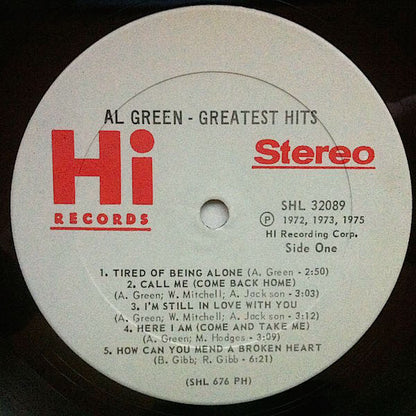 AL GREEN - GREATEST HITS
Hi
RECORDS
Stereo
SHL 32089
Ⓟ 1972, 1973, 1975
HI Recording Corp.
Side One
1. TIRED OF BEING ALONE (A. Green - 2:50)
2. CALL ME (COME BACK HOME)
(A. Green; W. Mitchell; A. Jackson - 3:03)
3. I'M STILL IN LOVE WITH YOU
(A. Green; W. Mitchell; A. Jackson - 3:12)
4. HERE I AM (COME AND TAKE ME)
(A. Green; M. Hodges - 3:09)
5. HOW CAN YOU MEND A BROKEN HEART
(B. Gibb; R. Gibb - 6:21)
(SHL 676 PH)